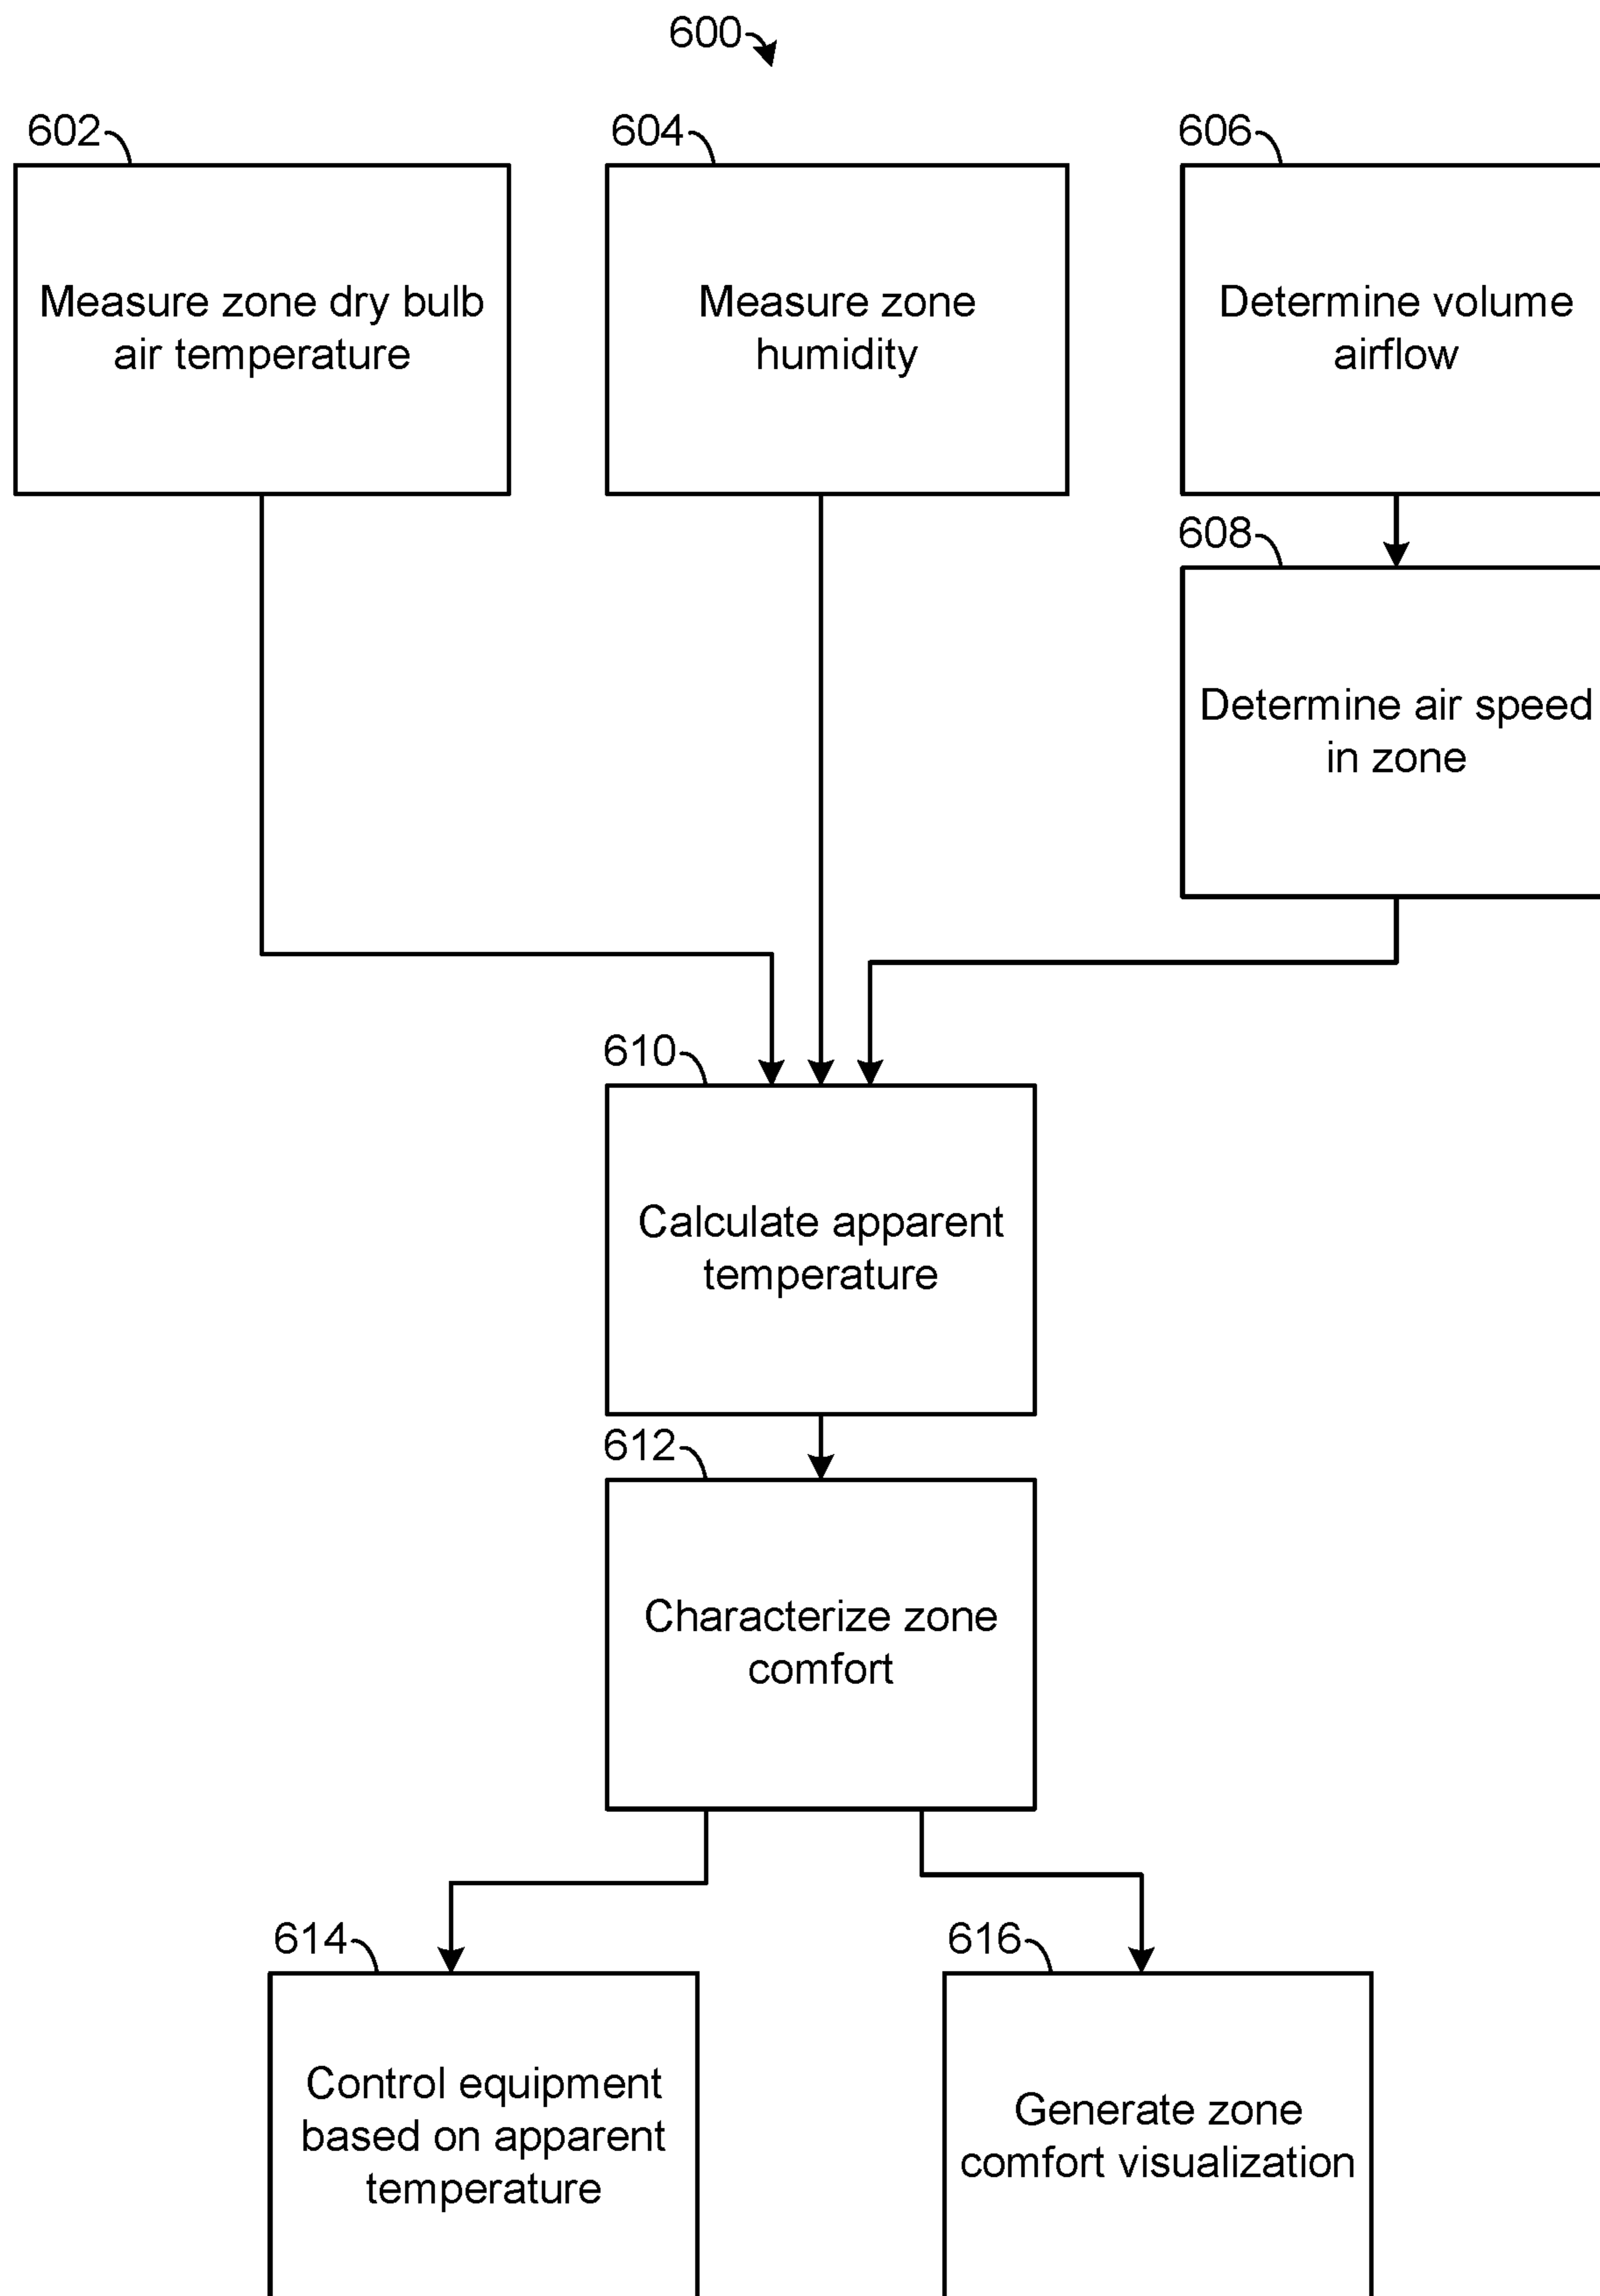 600
602
604
606
Measure zone dry bulb
air temperature
Measure zone
humidity
Determine volume
airflow
608
Determine air speed
in zone
610
Calculate apparent
temperature
612
Characterize zone
comfort
614
616
Control equipment
based on apparent
temperature
Generate zone
comfort visualization